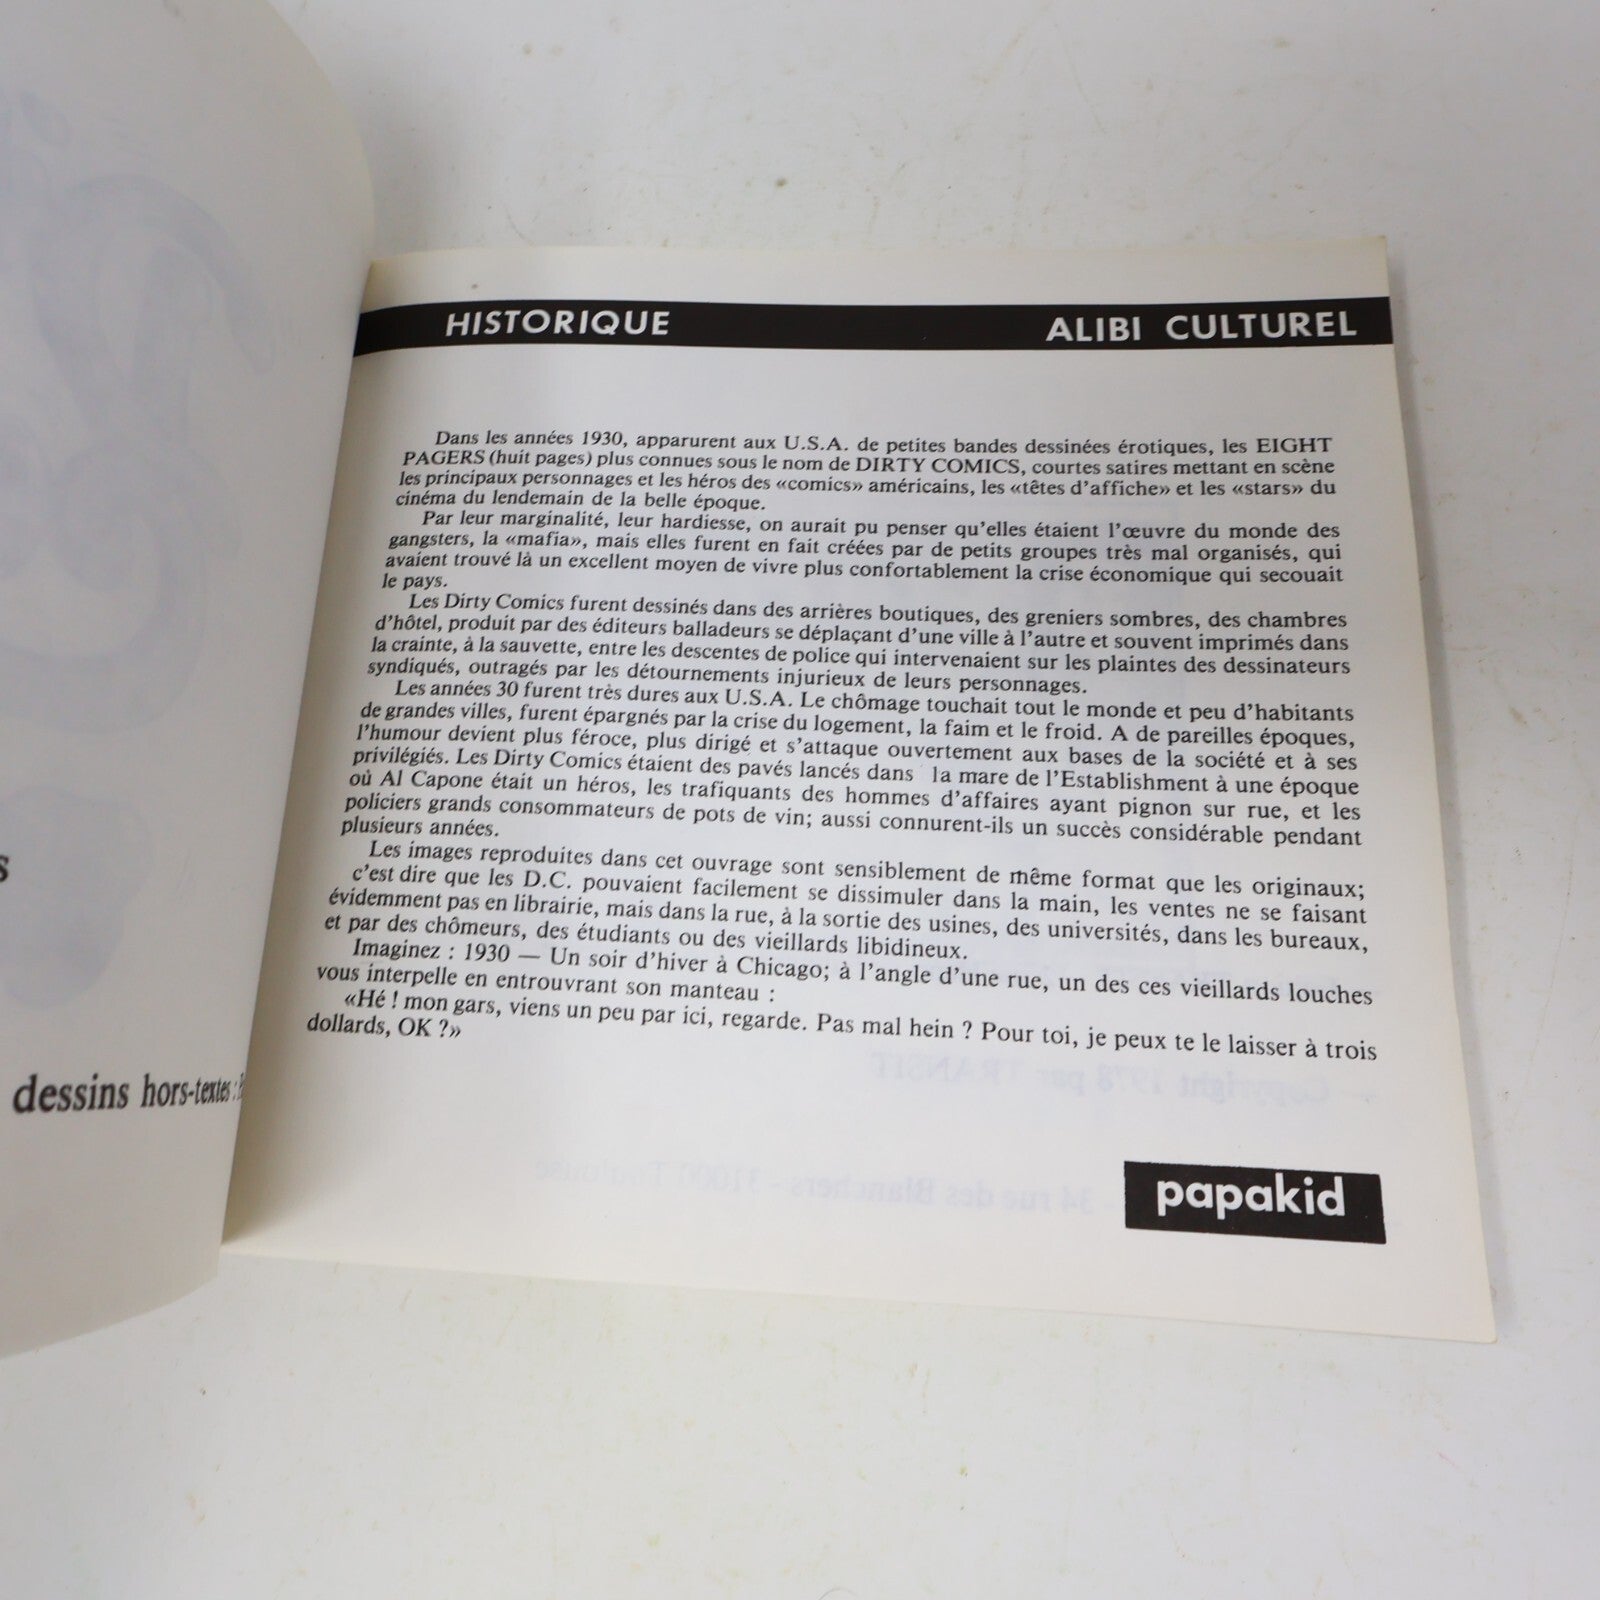 HISTORIQUE ALIBI CULTUREL
Dans les années 1930, apparurent aux U.S.A. de petites bandes dessinées érotiques, les EIGHT
PAGERS (huit pages) plus connues sous le nom de DIRTY COMICS, courtes satires mettant en scène
les principaux personnages et les héros des «comics» américains, les «têtes d'affiche» et les «stars» du
cinéma du lendemain de la belle époque.
Par leur marginalité, leur hardiesse, on aurait pu penser qu'elles étaient l'œuvre du monde des
gangsters, la «mafia», mais elles furent en fait créées par de petits groupes très mal organisés, qui
avaient trouvé là un excellent moyen de vivre plus confortablement la crise économique qui secouait
le pays.
Les Dirty Comics furent dessinés dans des arrières boutiques, des greniers sombres, des chambres
d'hôtel, produit par des éditeurs balladeurs se déplaçant d'une ville à l'autre et souvent imprimés dans
la crainte, à la sauvette, entre les descentes de police qui intervenaient sur les plaintes des dessinateurs
syndiqués, outragés par les détournements injurieux de leurs personnages.
Les années 30 furent très dures aux U.S.A. Le chômage touchait tout le monde et peu d'habitants
de grandes villes, furent épargnés par la crise du logement, la faim et le froid. A de pareilles époques,
l'humour devient plus féroce, plus dirigé et s'attaque ouvertement aux bases de la société et à ses
privilégiés. Les Dirty Comics étaient des pavés lancés dans la mare de l'Establishment à une époque
où Al Capone était un héros, les trafiquants des hommes d'affaires ayant pignon sur rue, et les
policiers grands consommateurs de pots de vin; aussi connurent-ils un succès considérable pendant
plusieurs années.
Les images reproduites dans cet ouvrage sont sensiblement de même format que les originaux;
c'est dire que les D.C. pouvaient facilement se dissimuler dans la main, les ventes ne se faisant
évidemment pas en librairie, mais dans la rue, à la sortie des usines, des universités, dans les bureaux,
et par des chômeurs, des étudiants ou des vieillards libidineux.
Imaginez : 1930 — Un soir d'hiver à Chicago; à l'angle d'une rue, un des ces vieillards louches
vous interpelle en entrouvrant son manteau :
«Hé ! mon gars, viens un peu par ici, regarde. Pas mal hein ? Pour toi, je peux te le laisser à trois
dollards, OK ?»
papakid
dessins hors-textes :